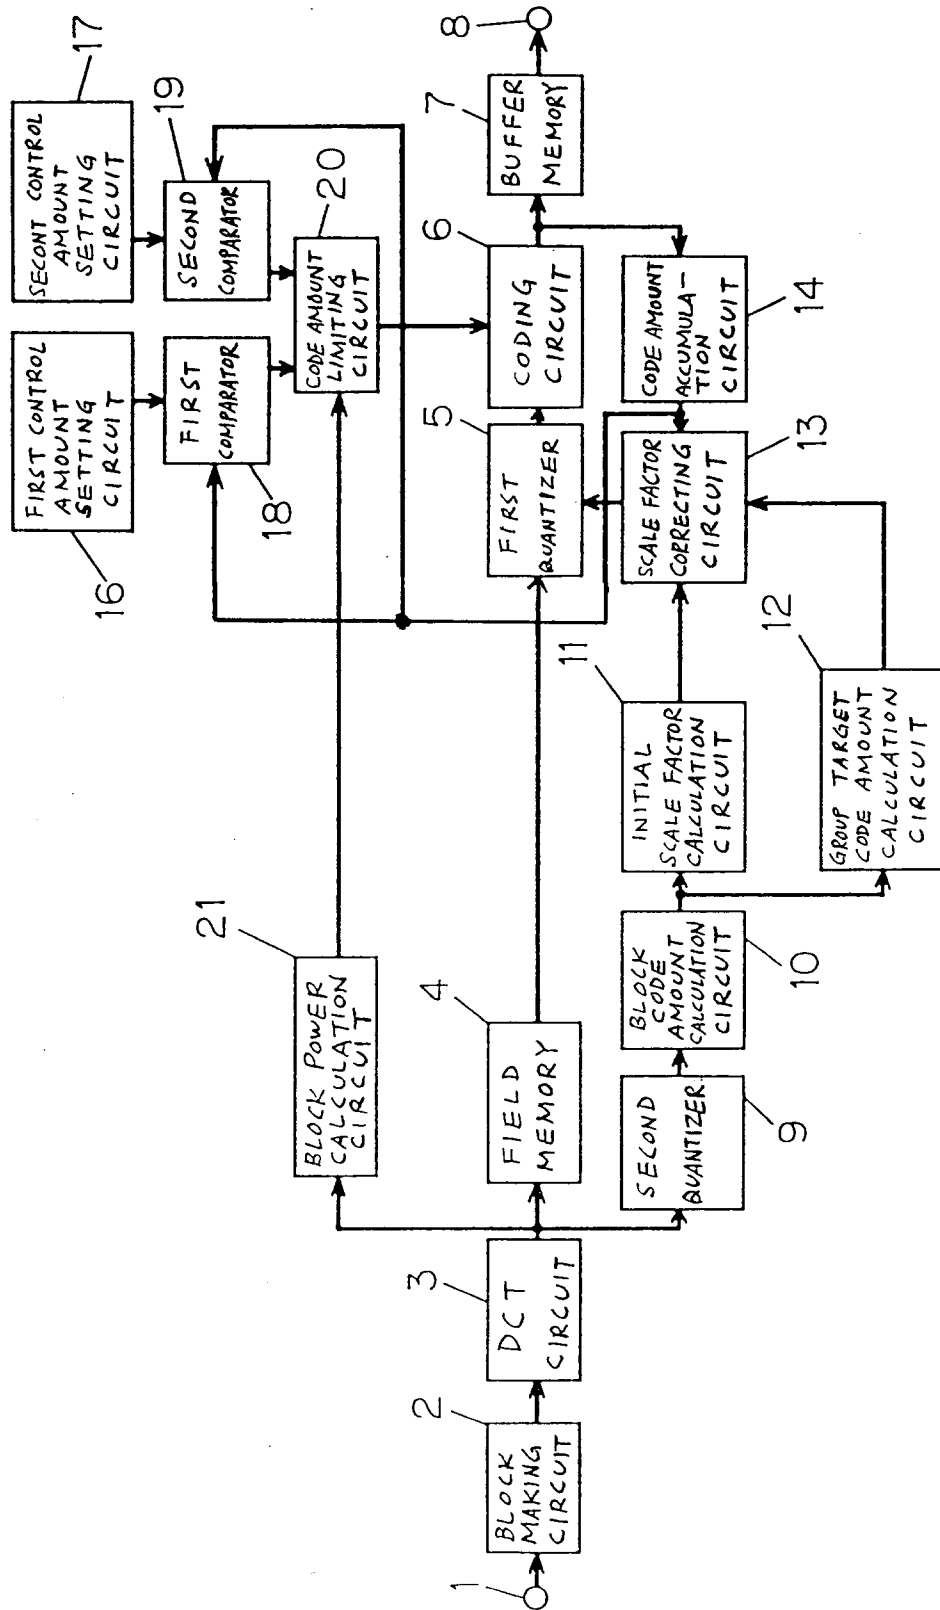 FIRST CONTROL
AMOUNT
SETTING
CIRCUIT
16
SECONT CONTROL
AMOUNT
SETTING
CIRCUIT
17
FIRST
COMPARATOR
18
SECOND
COMPARATOR
19
BLOCK POWER
CALCULATION
CIRCUIT
21
CODE AMOUNT
LIMITING
CIRCUIT
20
1
BLOCK
MAKING
CIRCUIT
2
DCT
CIRCUIT
3
FIELD
MEMORY
4
FIRST
QUANTIZER
5
CODING
CIRCUIT
6
BUFFER
MEMORY
7
8
SECOND
QUANTIZER
9
BLOCK
CODE
AMOUNT
CALCULATION
CIRCUIT
10
INITIAL
SCALE FACTOR
CALCULATION
CIRCUIT
11
SCALE FACTOR
CORRECTING
CIRCUIT
13
CODE AMOUNT
ACCUMULA-
TION
CIRCUIT
14
GROUP TARGET
CODE AMOUNT
CALCULATION
CIRCUIT
12